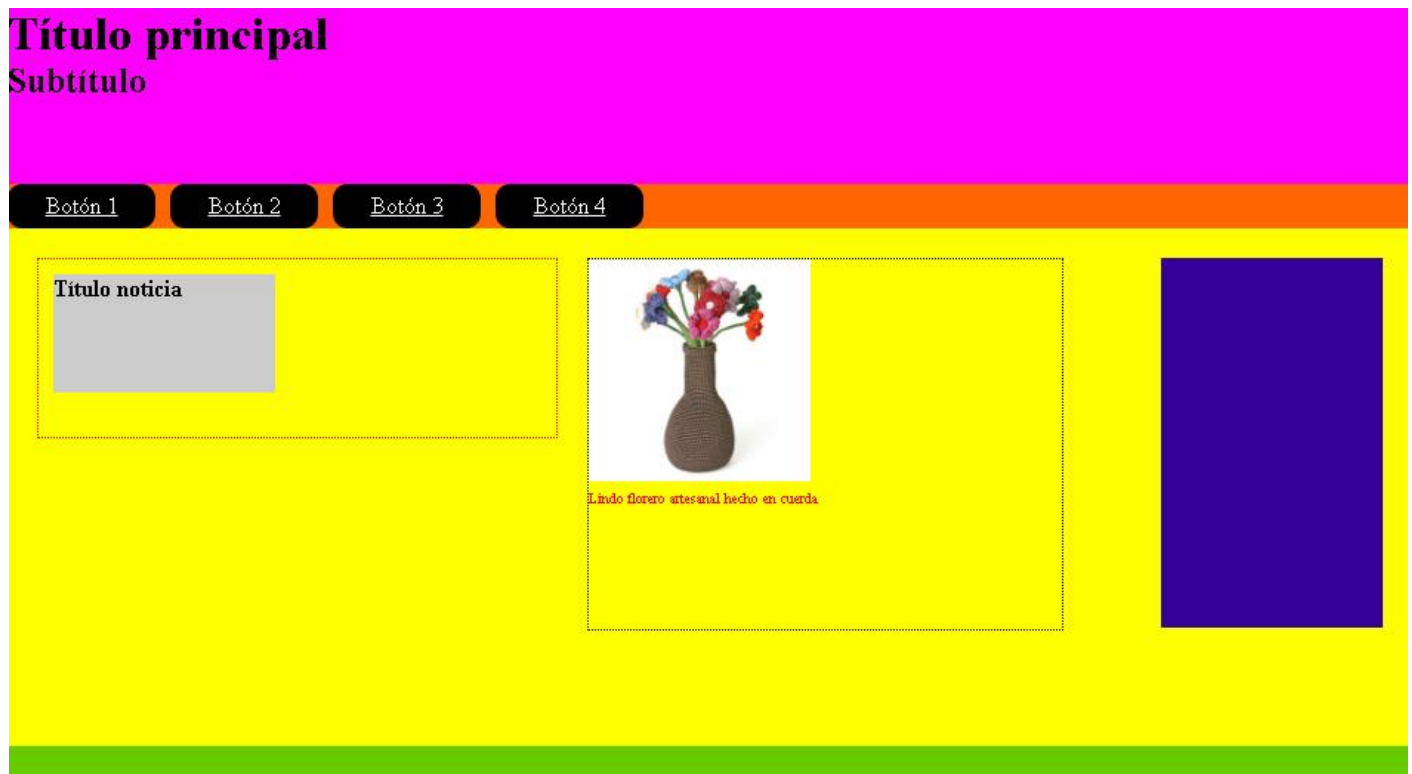 Título principal
Subtítulo
Botón 1
Botón 2
Botón 3
Botón 4
Título noticia
Lindo florero artesanal hecho en cuerda